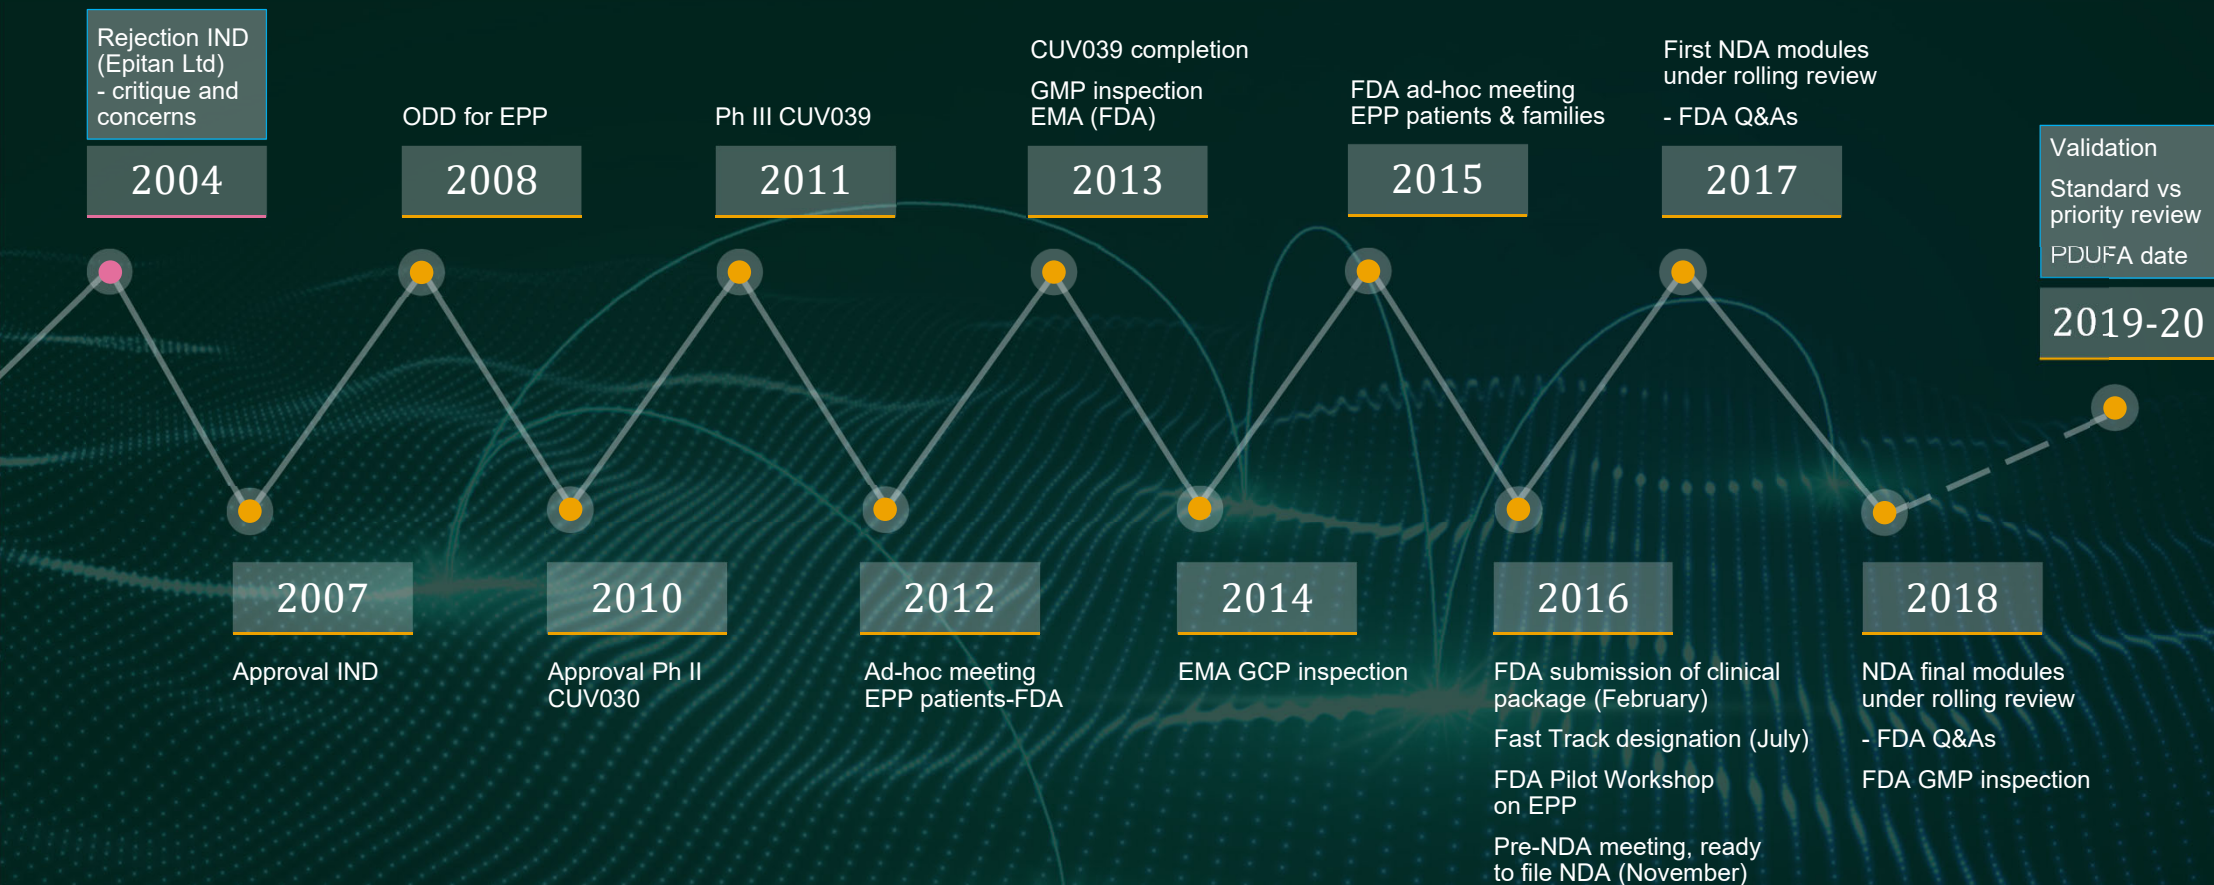 Rejection IND
(Epitan Ltd)
- critique and
concerns
2004
Approval IND
2007
ODD for EPP
2008
2010
Approval Ph II
CUV030
Ph III CUV039
2011
2012
Ad-hoc meeting
EPP patients-FDA
CUV039 completion
GMP inspection
EMA (FDA)
2013
2014
EMA GCP inspection
FDA ad-hoc meeting
EPP patients & families
2015
2016
FDA submission of clinical
package (February)
Fast Track designation (July)
FDA Pilot Workshop
on EPP
Pre-NDA meeting, ready
to file NDA (November)
First NDA modules
under rolling review
- FDA Q&As
2017
2018
NDA final modules
under rolling review
- FDA Q&As
FDA GMP inspection
Validation
Standard vs
priority review
PDUFA date
2019-20